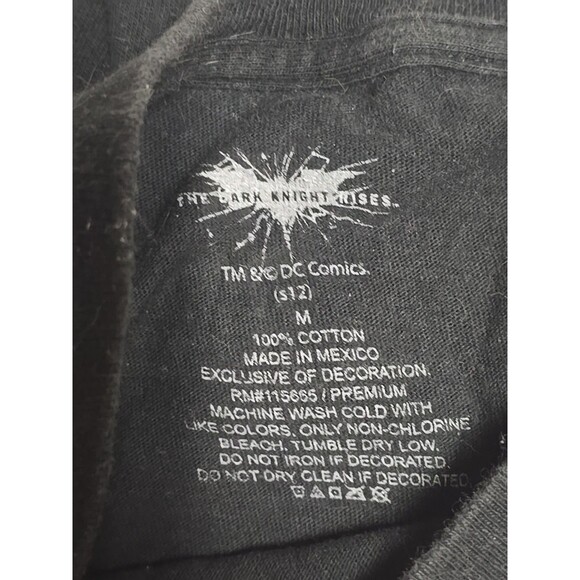 THE DARK KNIGHT RISES™
TM & © DC Comics.
(s12)
M
100% COTTON
MADE IN MEXICO
EXCLUSIVE OF DECORATION.
RN#115665 / PREMIUM
MACHINE WASH COLD WITH
LIKE COLORS, ONLY NON-CHLORINE
BLEACH. TUMBLE DRY LOW.
DO NOT IRON IF DECORATED.
DO NOT DRY CLEAN IF DECORATED.